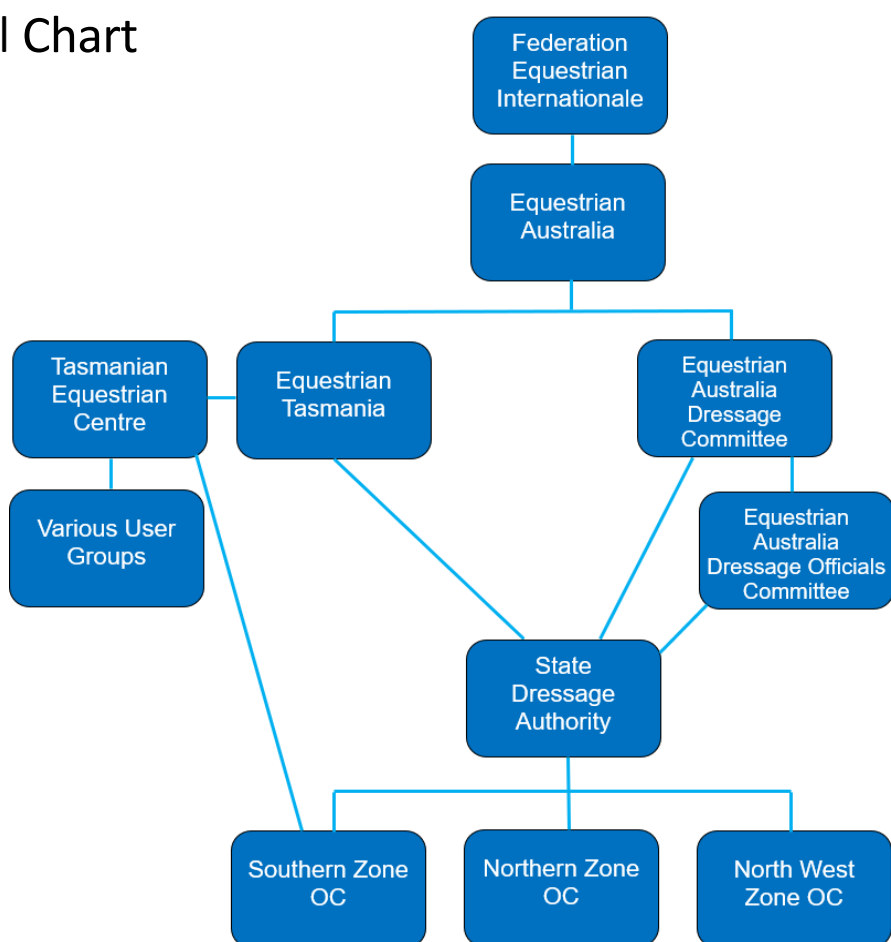 l Chart
Federation
Equestrian
Internationale
Equestrian
Australia
Tasmanian
Equestrian
Centre
Equestrian
Tasmania
Equestrian
Australia
Dressage
Committee
Various User
Groups
Equestrian
Australia
Dressage Officials
Committee
State
Dressage
Authority
Southern Zone
OC
Northern Zone
OC
North West
Zone OC